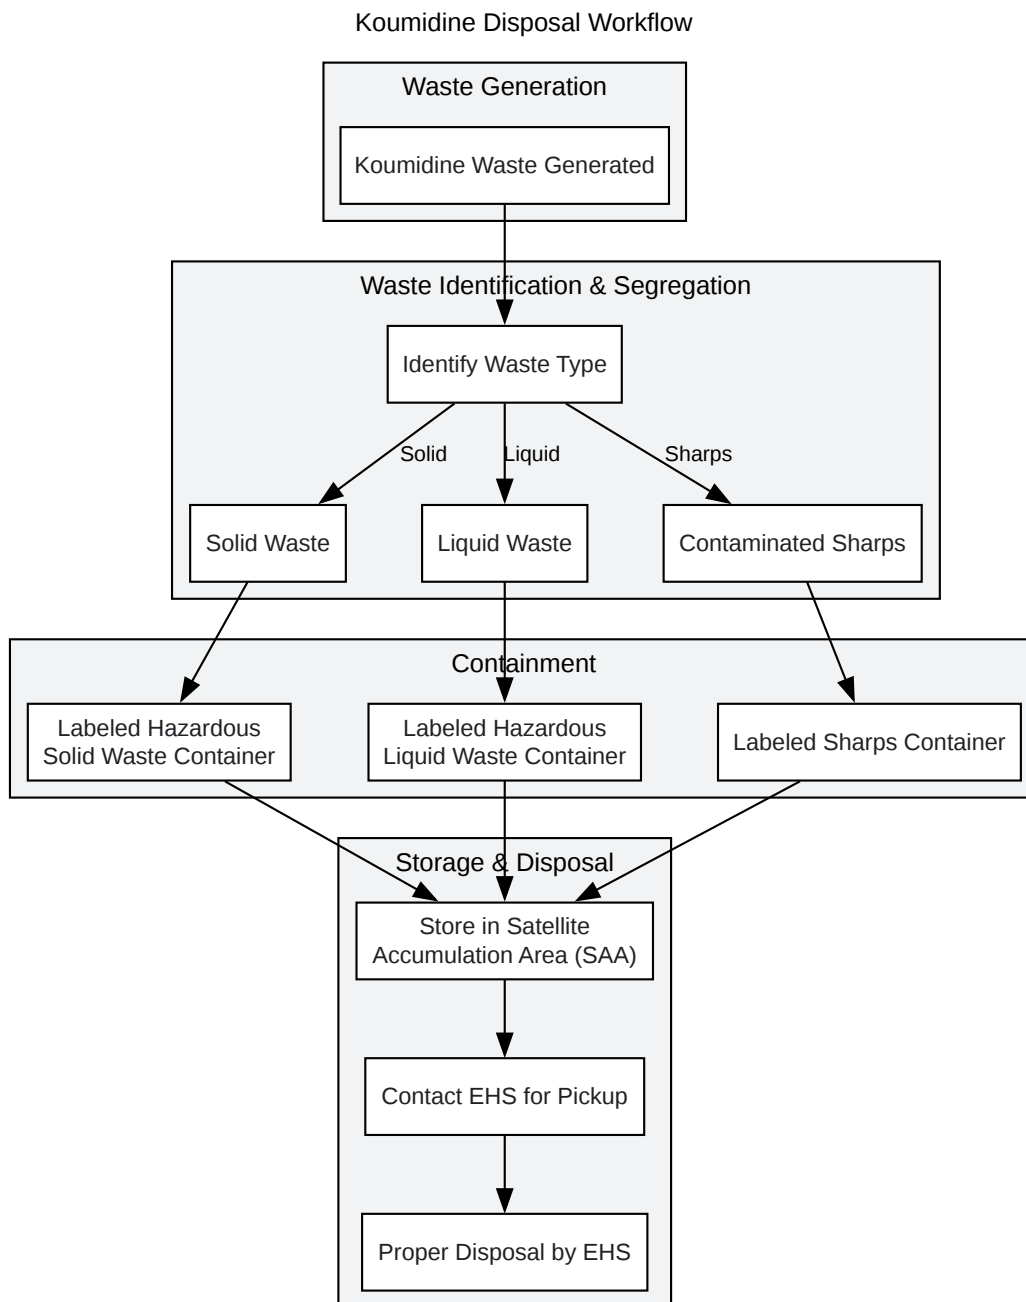 Koumidine Disposal Workflow
Waste Generation
Koumidine Waste Generated
Waste Identification & Segregation
Identify Waste Type
Solid
Liquid
Sharps
Solid Waste
Liquid Waste
Contaminated Sharps
Containment
Labeled Hazardous
Solid Waste Container
Labeled Hazardous
Liquid Waste Container
Labeled Sharps Container
Storage & Disposal
Store in Satellite
Accumulation Area (SAA)
Contact EHS for Pickup
Proper Disposal by EHS